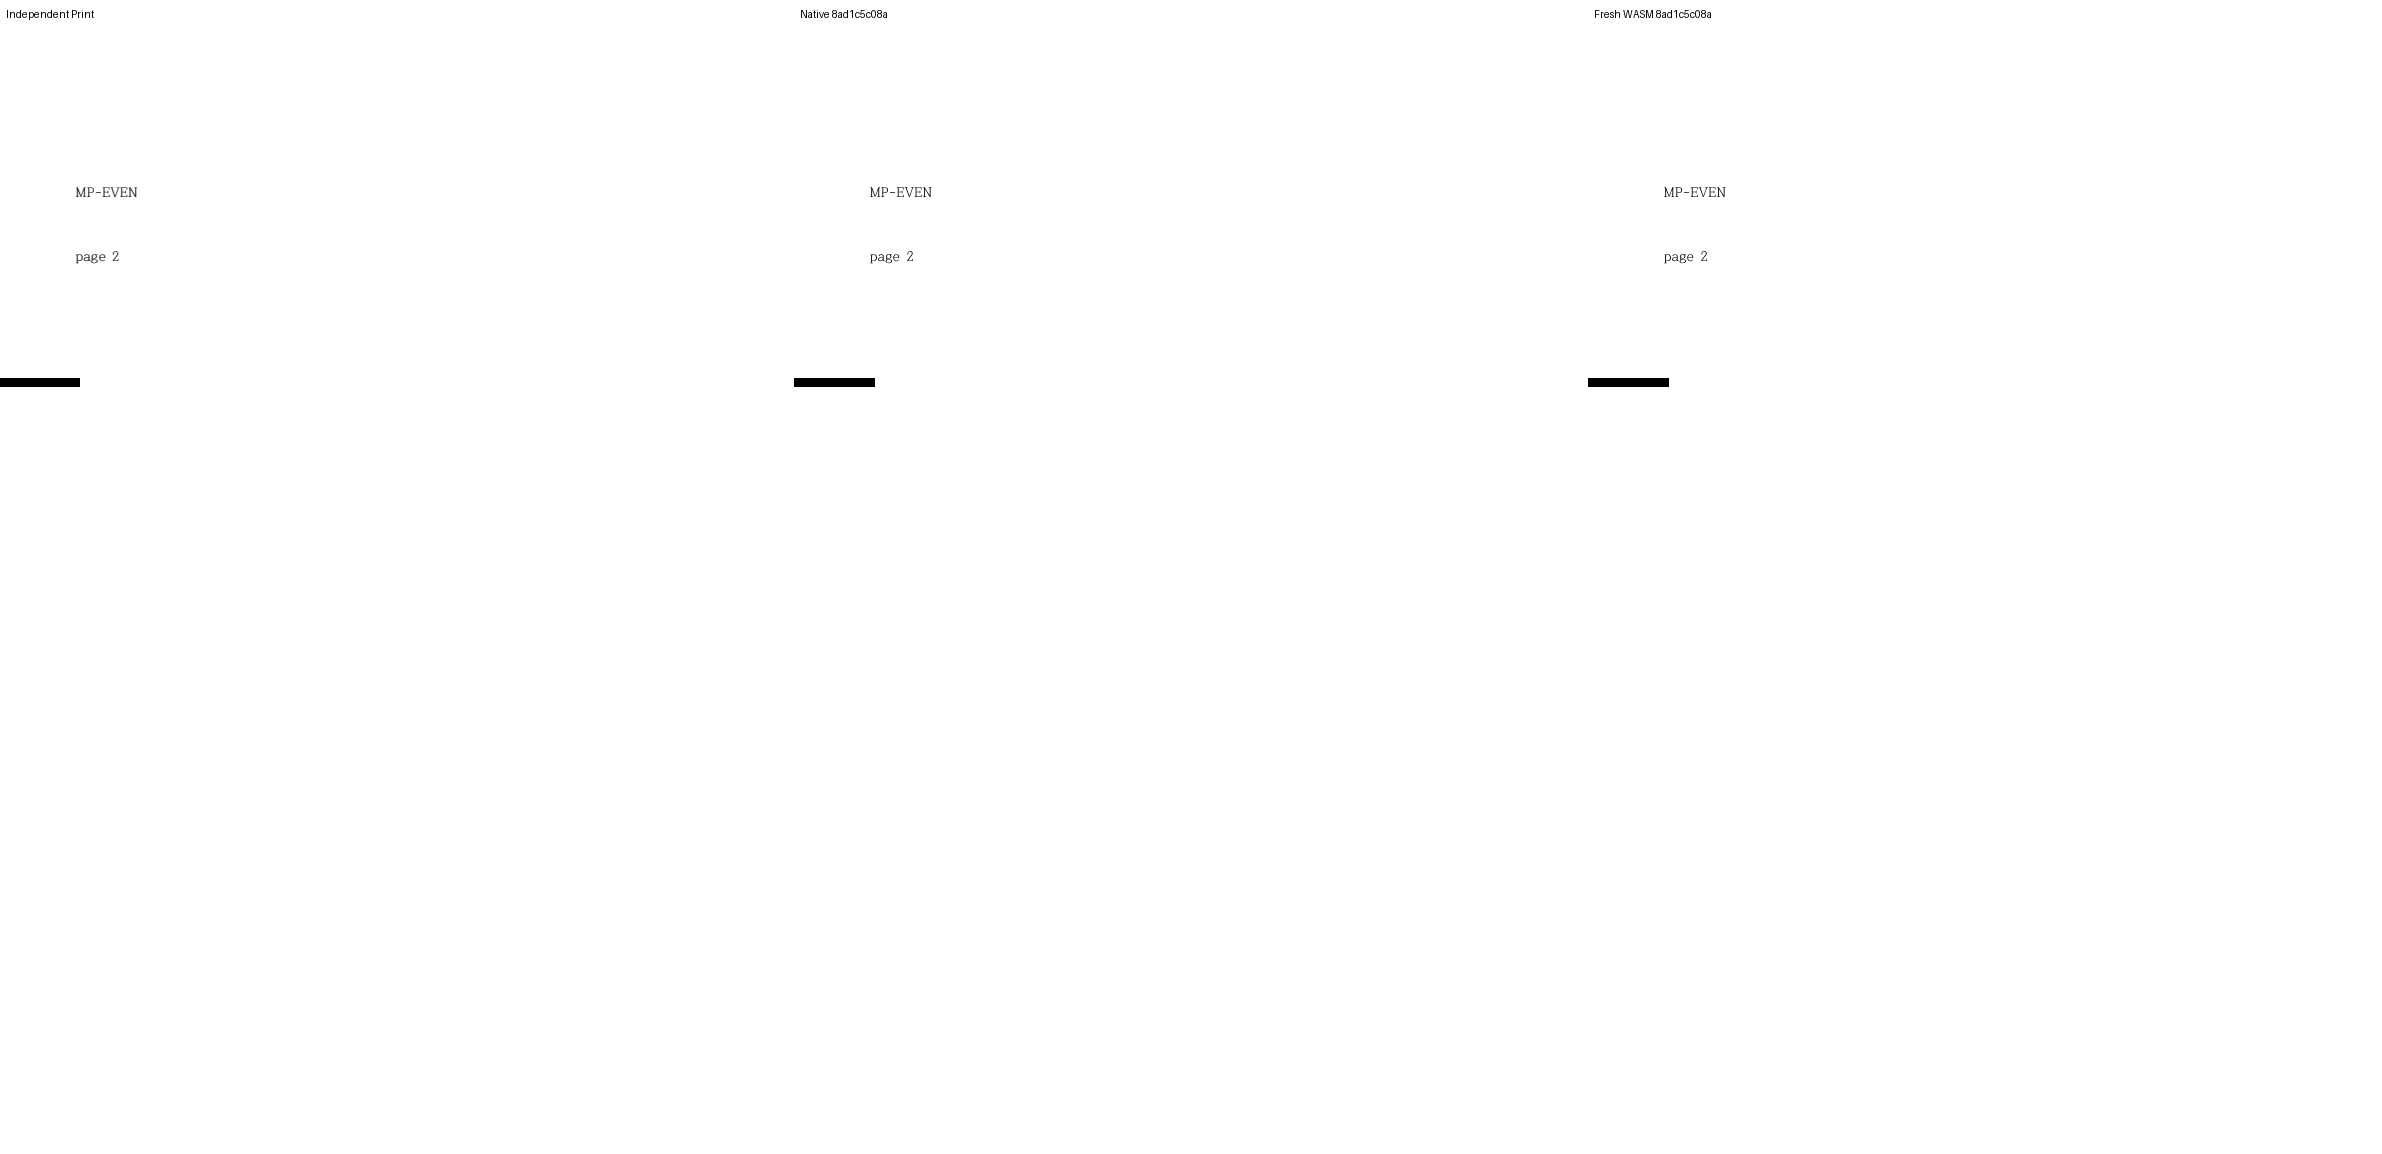 Independent Print
MP-EVEN
page 2
Native 8ad1c5c08a
MP-EVEN
page 2
Fresh WASM 8ad1c5c08a
MP-EVEN
page 2